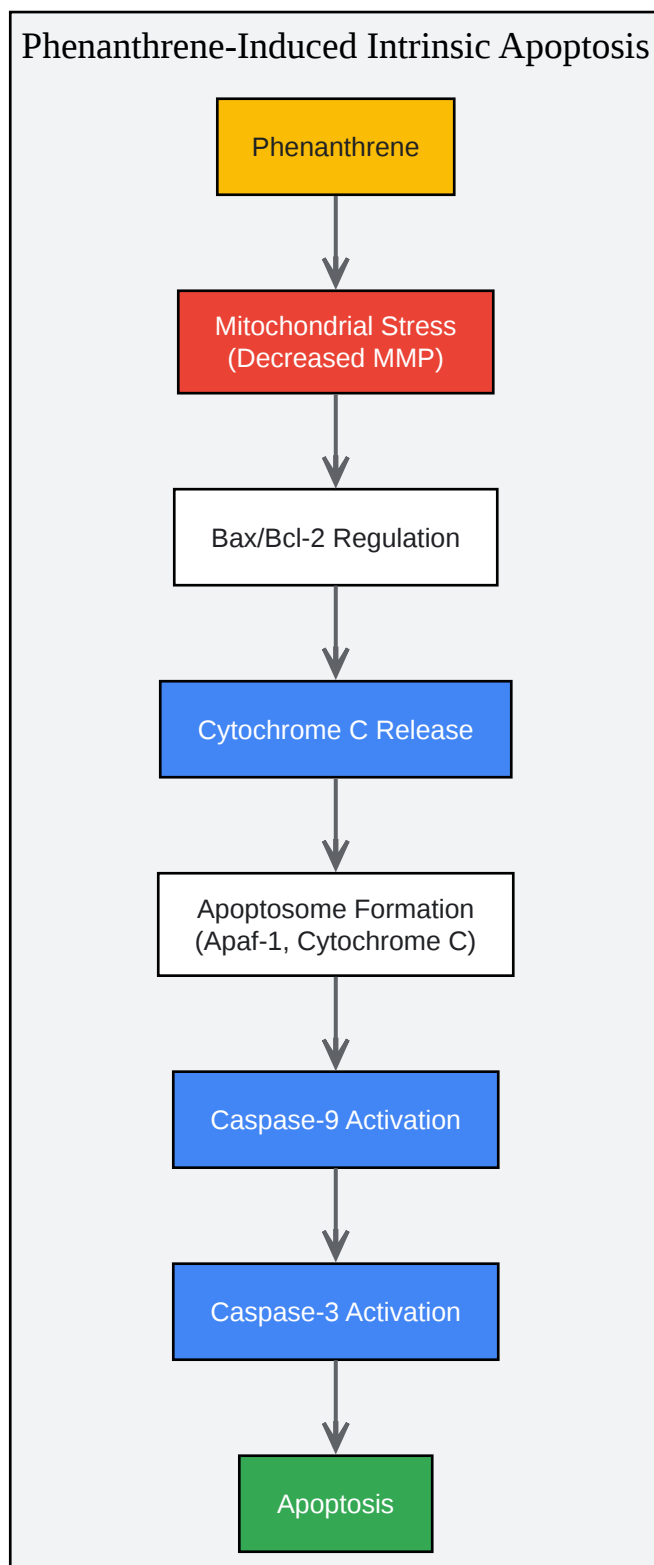 Phenanthrene-Induced Intrinsic Apoptosis
Phenanthrene
Mitochondrial Stress
(Decreased MMP)
Bax/Bcl-2 Regulation
Cytochrome C Release
Apoptosome Formation
(Apaf-1, Cytochrome C)
Caspase-9 Activation
Caspase-3 Activation
Apoptosis